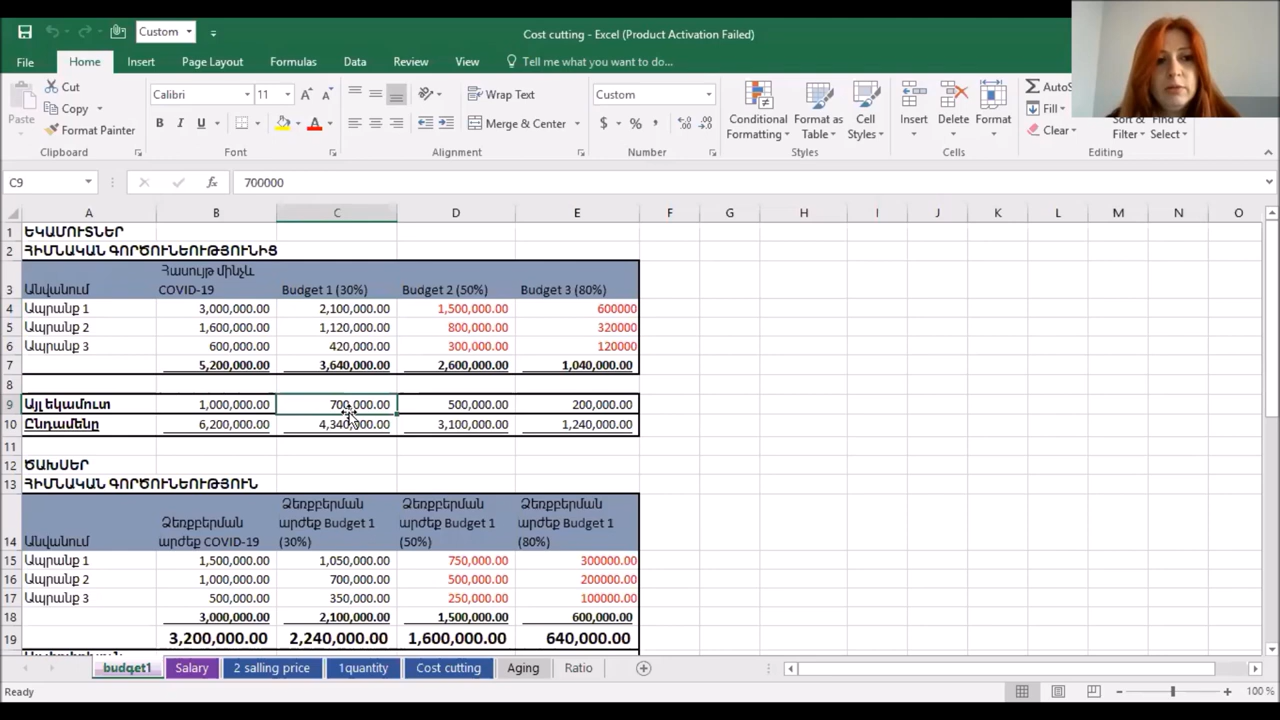 Custom
Cost cutting - Excel (Product Activation Failed)
File Home Insert Page Layout Formulas Data Review View Tell me what you want to do...
Paste
Cut
Copy
Format Painter
Calibri 11
B I U
Wrap Text
Merge & Center
Custom
$ %
Conditional Formatting
Format as Table
Cell Styles
Insert
Delete
Format
AutoS
Fill
Clear
Sort & Filter
Find & Select
Clipboard Font Alignment Number Styles Cells Editing
C9 fx 700000
A B C D E F G H I J K L M N O
1 ԵԿԱՄՈՒՏՆԵՐ
2 ՀԻՄՆԱԿԱՆ ԳՈՐԾՈՒՆԵՈՒԹՅՈՒՆԻՑ
3 Անվանում Հասույթ մինչև COVID-19 Budget 1 (30%) Budget 2 (50%) Budget 3 (80%)
4 Ապրանք 1 3,000,000.00 2,100,000.00 1,500,000.00 600000
5 Ապրանք 2 1,600,000.00 1,120,000.00 800,000.00 320000
6 Ապրանք 3 600,000.00 420,000.00 300,000.00 120000
7 5,200,000.00 3,640,000.00 2,600,000.00 1,040,000.00
8
9 Այլ եկամուտ 1,000,000.00 700,000.00 500,000.00 200,000.00
10 Ընդամենը 6,200,000.00 4,340,000.00 3,100,000.00 1,240,000.00
11
12 ԾԱԽՍԵՐ
13 ՀԻՄՆԱԿԱՆ ԳՈՐԾՈՒՆԵՈՒԹՅՈՒՆ
14 Անվանում Ձեռքբերման արժեք COVID-19 Ձեռքբերման արժեք Budget 1 (30%) Ձեռքբերման արժեք Budget 1 (50%) Ձեռքբերման արժեք Budget 1 (80%)
15 Ապրանք 1 1,500,000.00 1,050,000.00 750,000.00 300000.00
16 Ապրանք 2 1,000,000.00 700,000.00 500,000.00 200000.00
17 Ապրանք 3 500,000.00 350,000.00 250,000.00 100000.00
18 3,000,000.00 2,100,000.00 1,500,000.00 600,000.00
19 3,200,000.00 2,240,000.00 1,600,000.00 640,000.00
budget1 Salary 2 salling price 1quantity Cost cutting Aging Ratio
Ready 100 %